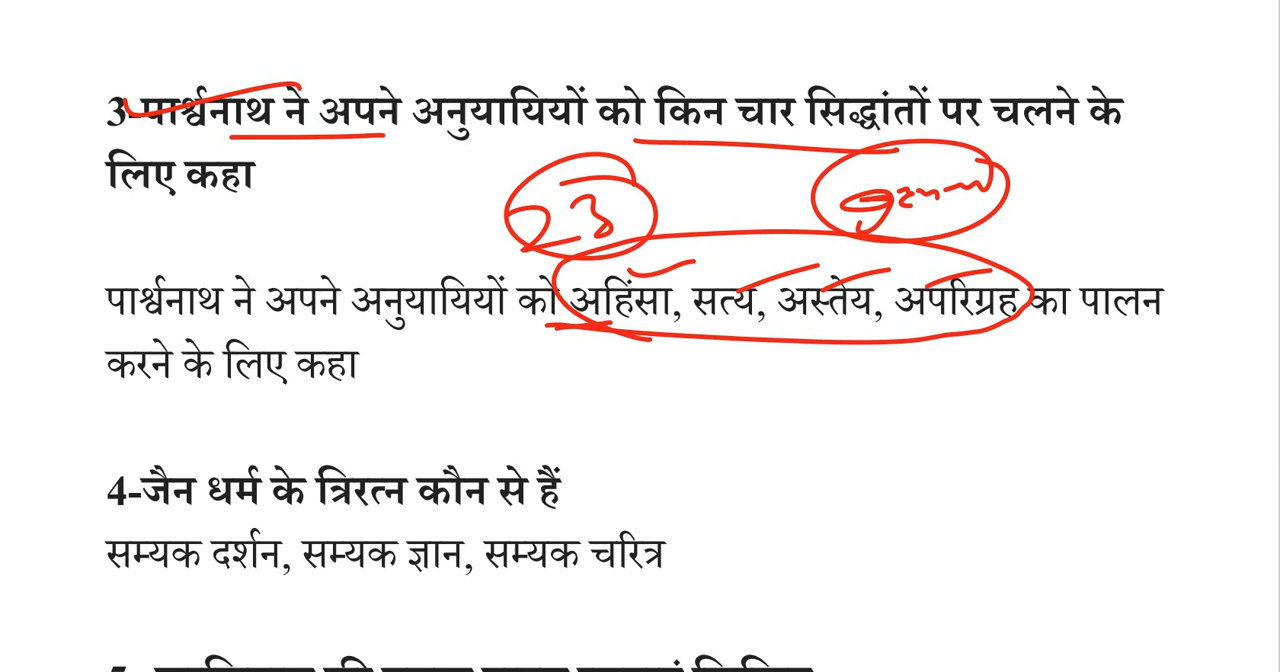 3-पार्श्वनाथ ने अपने अनुयायियों को किन चार सिद्धांतों पर चलने के
लिए कहा
23
पार्श्वनाथ ने अपने अनुयायियों को अहिंसा, सत्य, अस्तेय, अपरिग्रह का पालन
करने के लिए कहा
4-जैन धर्म के त्रिरत्न कौन से हैं
सम्यक दर्शन, सम्यक ज्ञान, सम्यक चरित्र